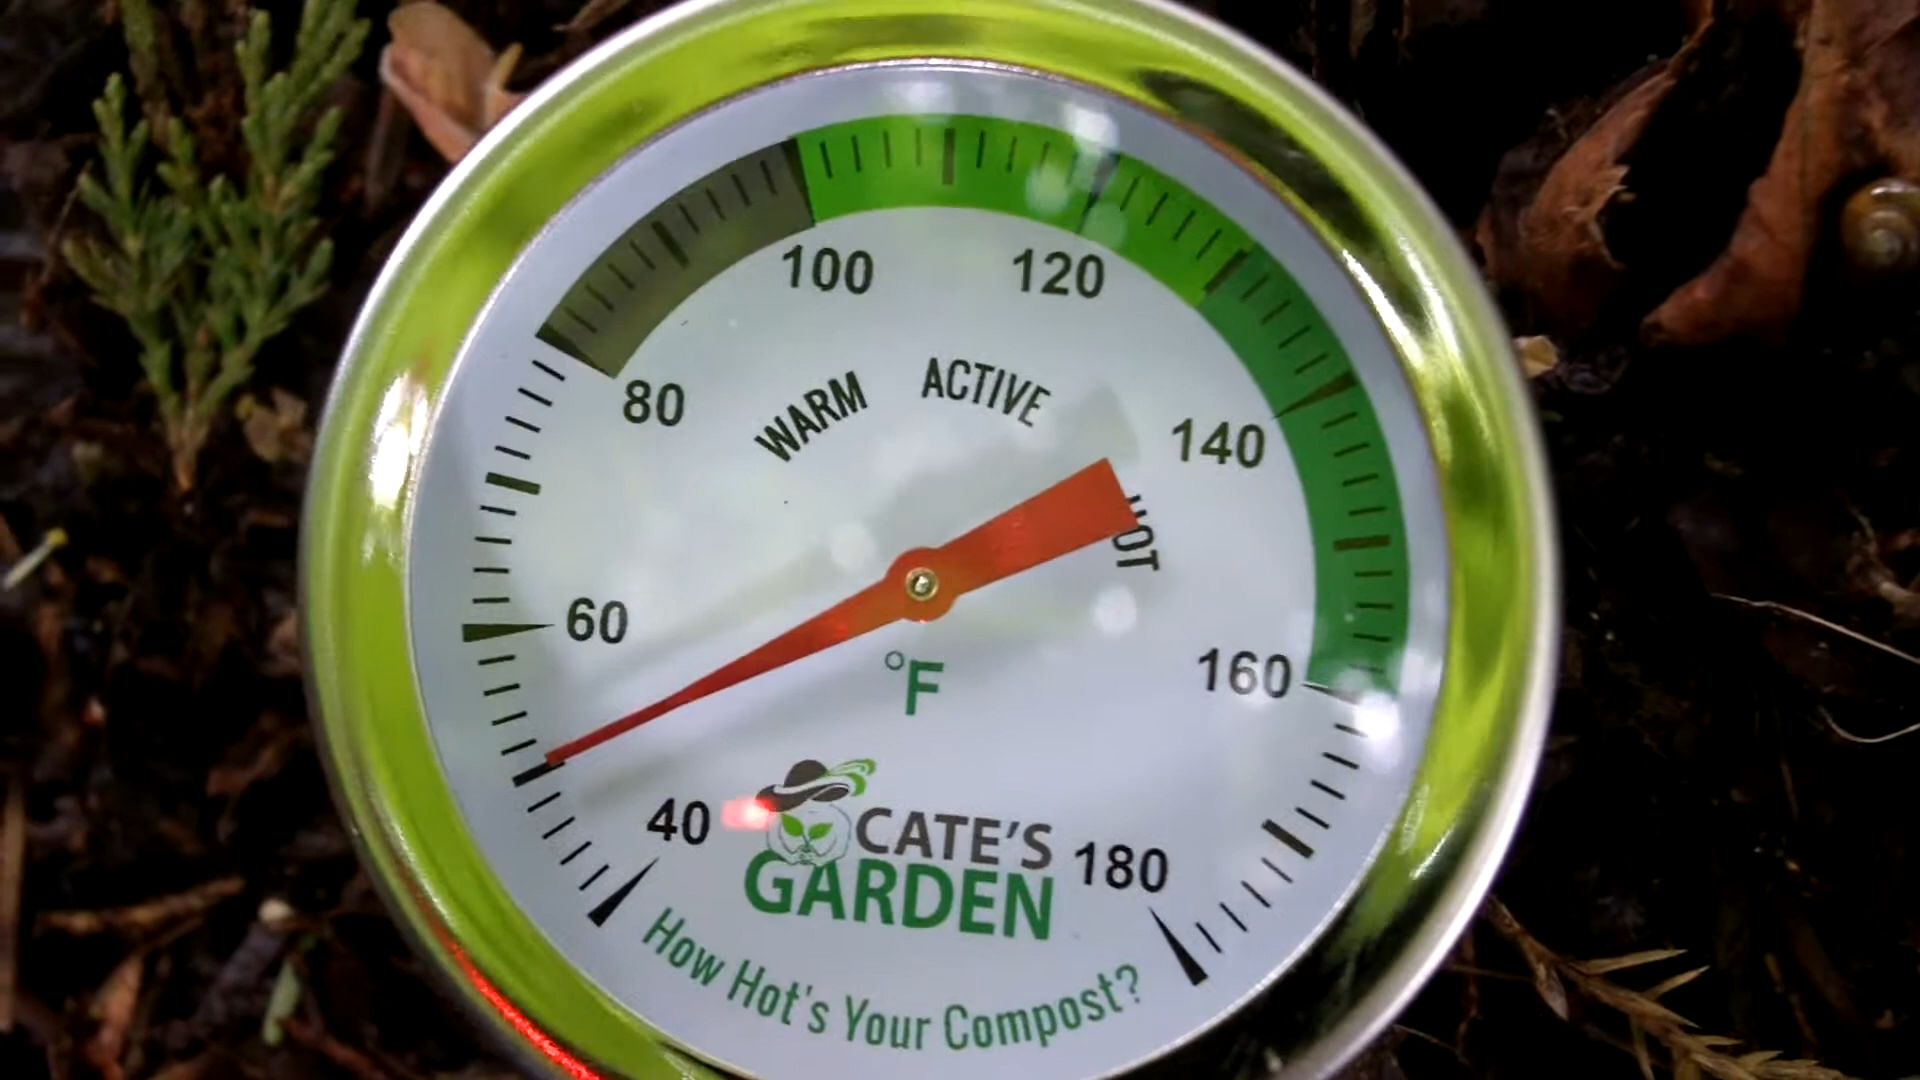 100
120
80
WARM
ACTIVE
140
HOT
60
160
°F
40
CATE'S
180
GARDEN
How Hot's Your Compost?